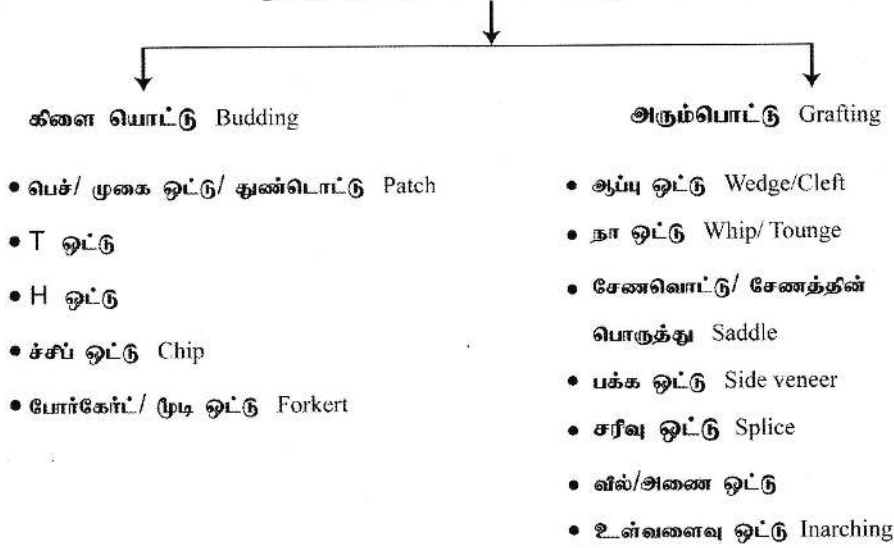 கிளை யொட்டு Budding
• பெச்/ முகை ஒட்டு/ துண்டொட்டு Patch
• T ஒட்டு
• H ஒட்டு
• ச்சிப் ஒட்டு Chip
• போர்கேர்ட்/ மூடி ஒட்டு Forkert
அரும்பொட்டு Grafting
• ஆப்பு ஒட்டு Wedge/Cleft
• நா ஒட்டு Whip/ Tounge
• சேணவொட்டு/ சேணத்தின்
பொருத்து Saddle
• பக்க ஒட்டு Side veneer
• சரிவு ஒட்டு Splice
• வில்/அணை ஒட்டு
• உள்வளைவு ஒட்டு Inarching